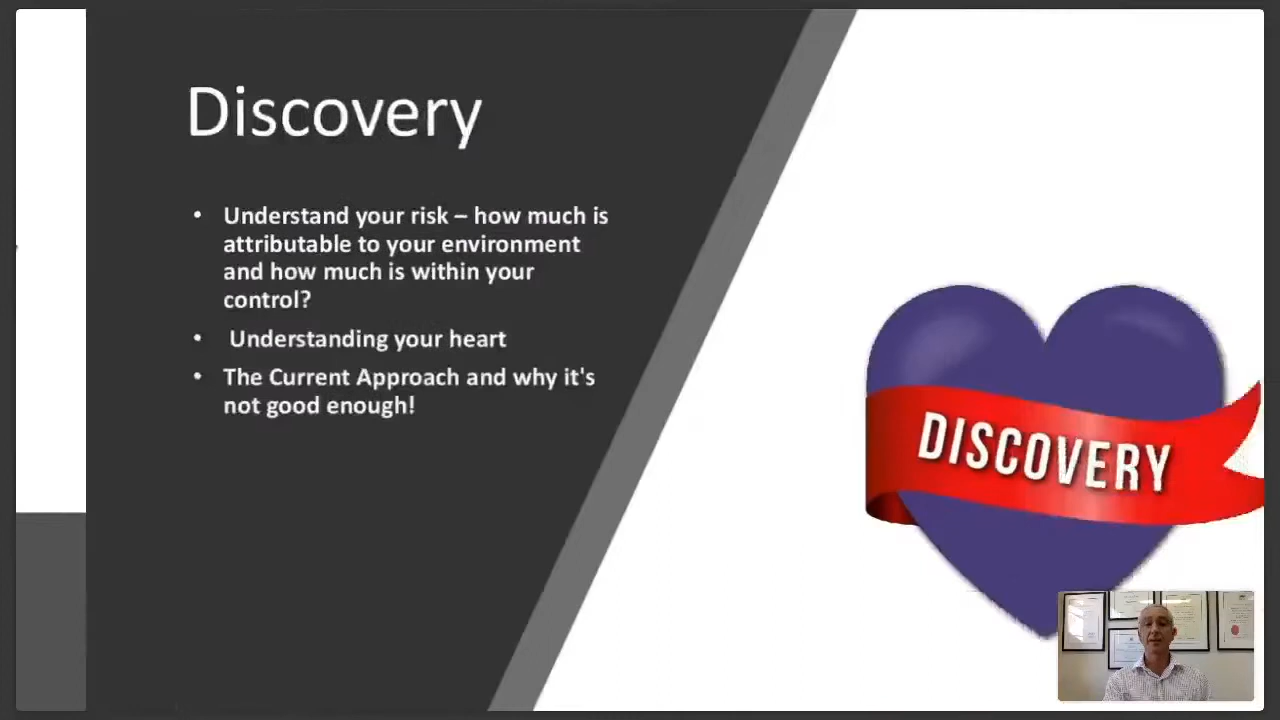 Discovery
• Understand your risk – how much is
attributable to your environment
and how much is within your
control?
• Understanding your heart
• The Current Approach and why it's
not good enough!
DISCOVERY